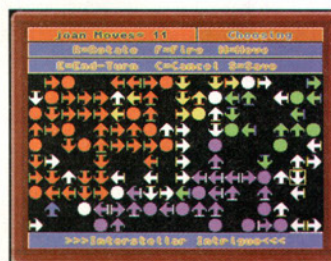 Joan Moves= 11 Choosing
R=Rotate F=Fire M=Move
E=End-Turn C=Cancel S=Save
>>>Interstellar Intrigue<<<